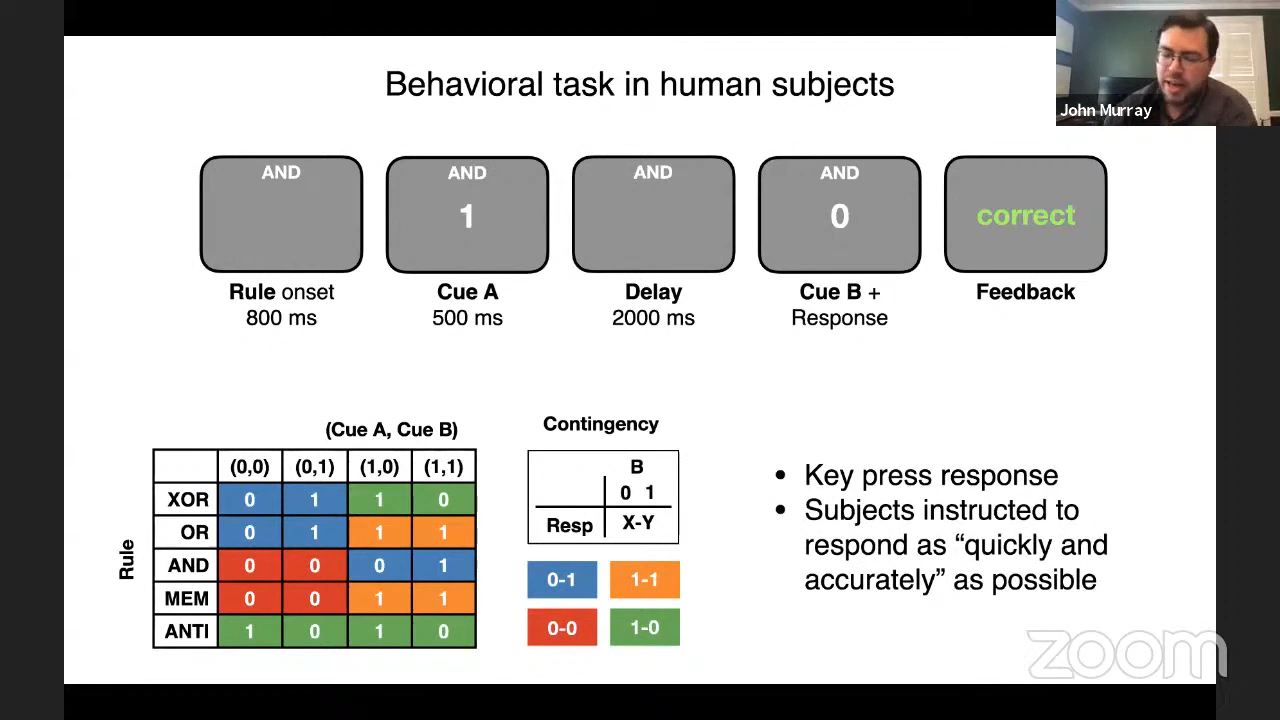 Behavioral task in human subjects
John Murray
AND AND AND AND
1 0 correct
Rule onset Cue A Delay Cue B + Feedback
800 ms 500 ms 2000 ms Response
(Cue A, Cue B)
(0,0) (0,1) (1,0) (1,1)
XOR 0 1 1 0
OR 0 1 1 1
AND 0 0 0 1
MEM 0 0 1 1
ANTI 1 0 1 0
Rule
Contingency
B
0 1
Resp X-Y
0-1 1-1
0-0 1-0
• Key press response
• Subjects instructed to
respond as “quickly and
accurately” as possible
zoom